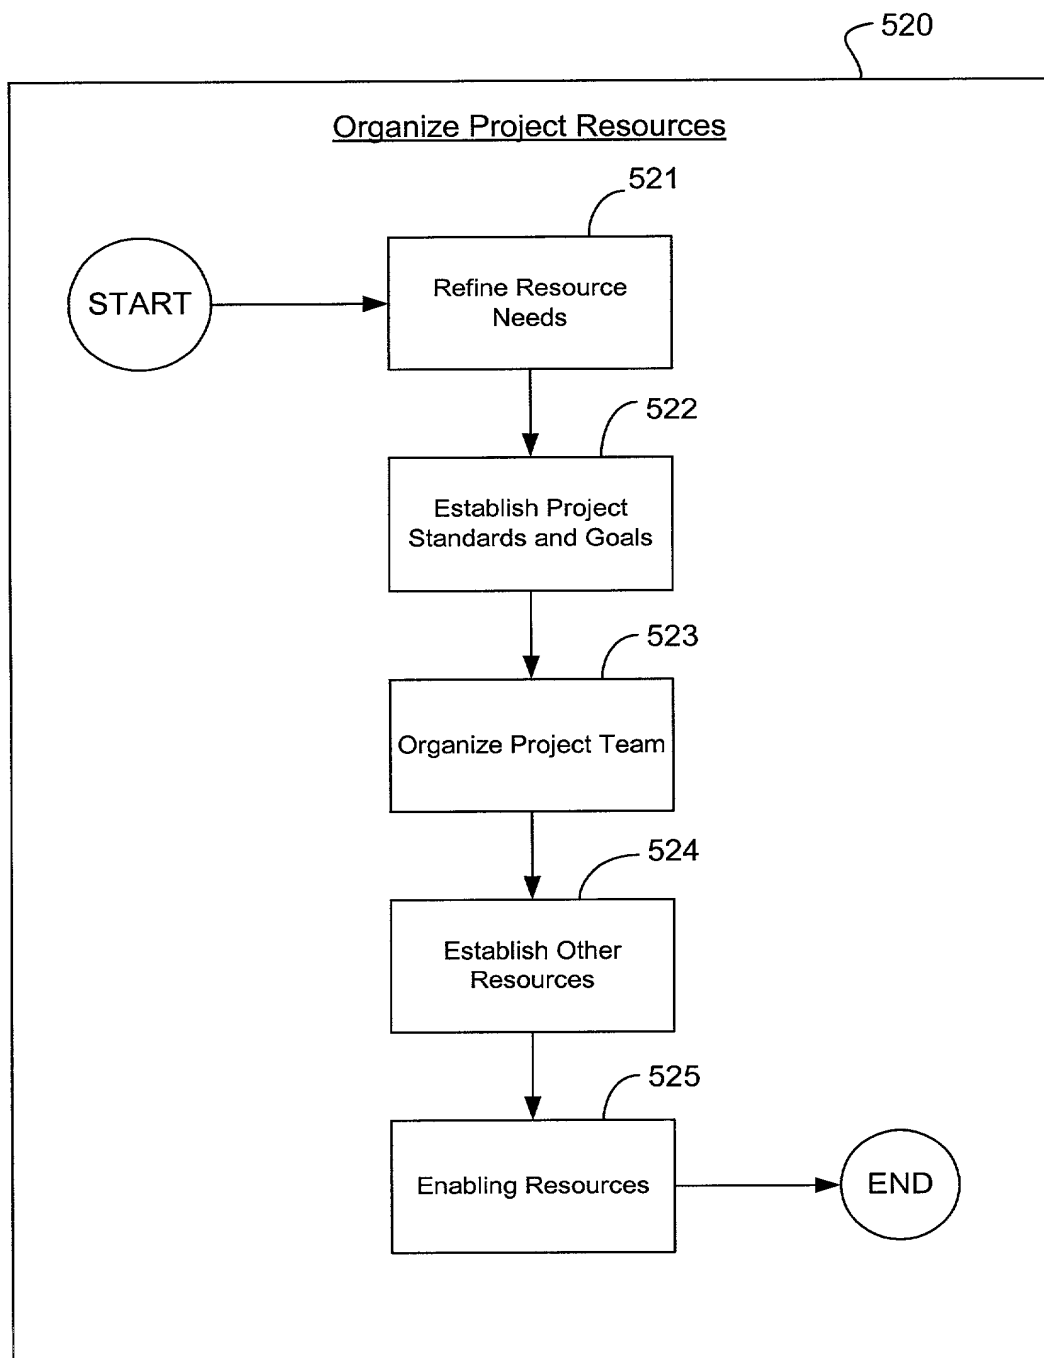 520
Organize Project Resources
521
START
Refine Resource
Needs
522
Establish Project
Standards and Goals
523
Organize Project Team
524
Establish Other
Resources
525
Enabling Resources
END